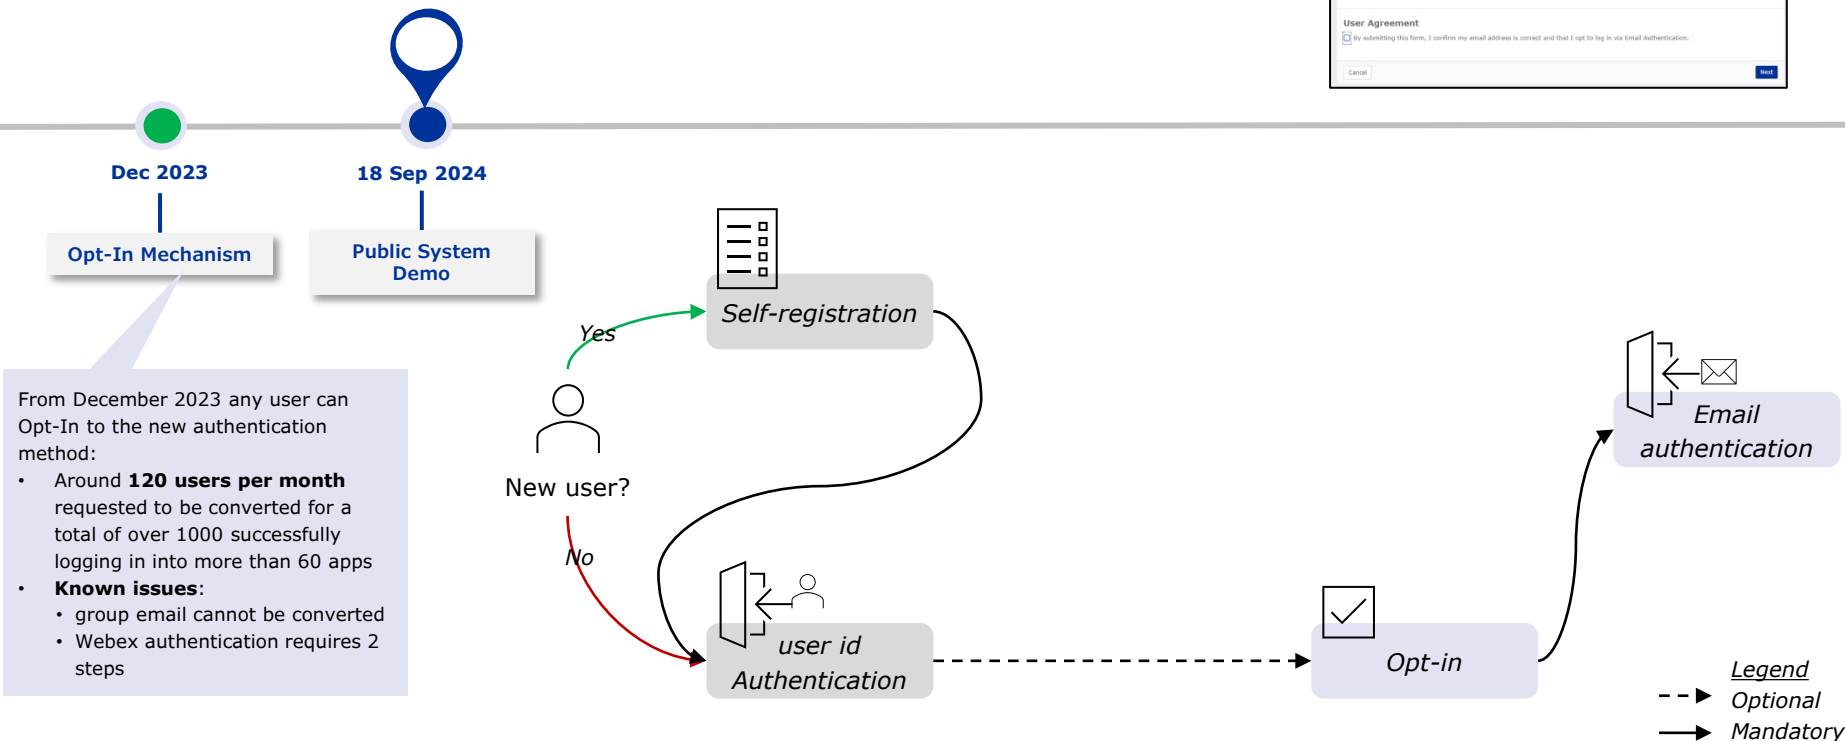 User Agreement
By submitting this form, I confirm my email address is correct and that I opt to log in via Email Authentication.
Cancel
Next
Dec 2023
18 Sep 2024
Opt-In Mechanism
Public System
Demo
From December 2023 any user can
Opt-In to the new authentication
method:
• Around 120 users per month
requested to be converted for a
total of over 1000 successfully
logging in into more than 60 apps
• Known issues:
• group email cannot be converted
• Webex authentication requires 2
steps
Yes
Self-registration
New user?
No
user id
Authentication
Opt-in
Email
authentication
Legend
Optional
Mandatory